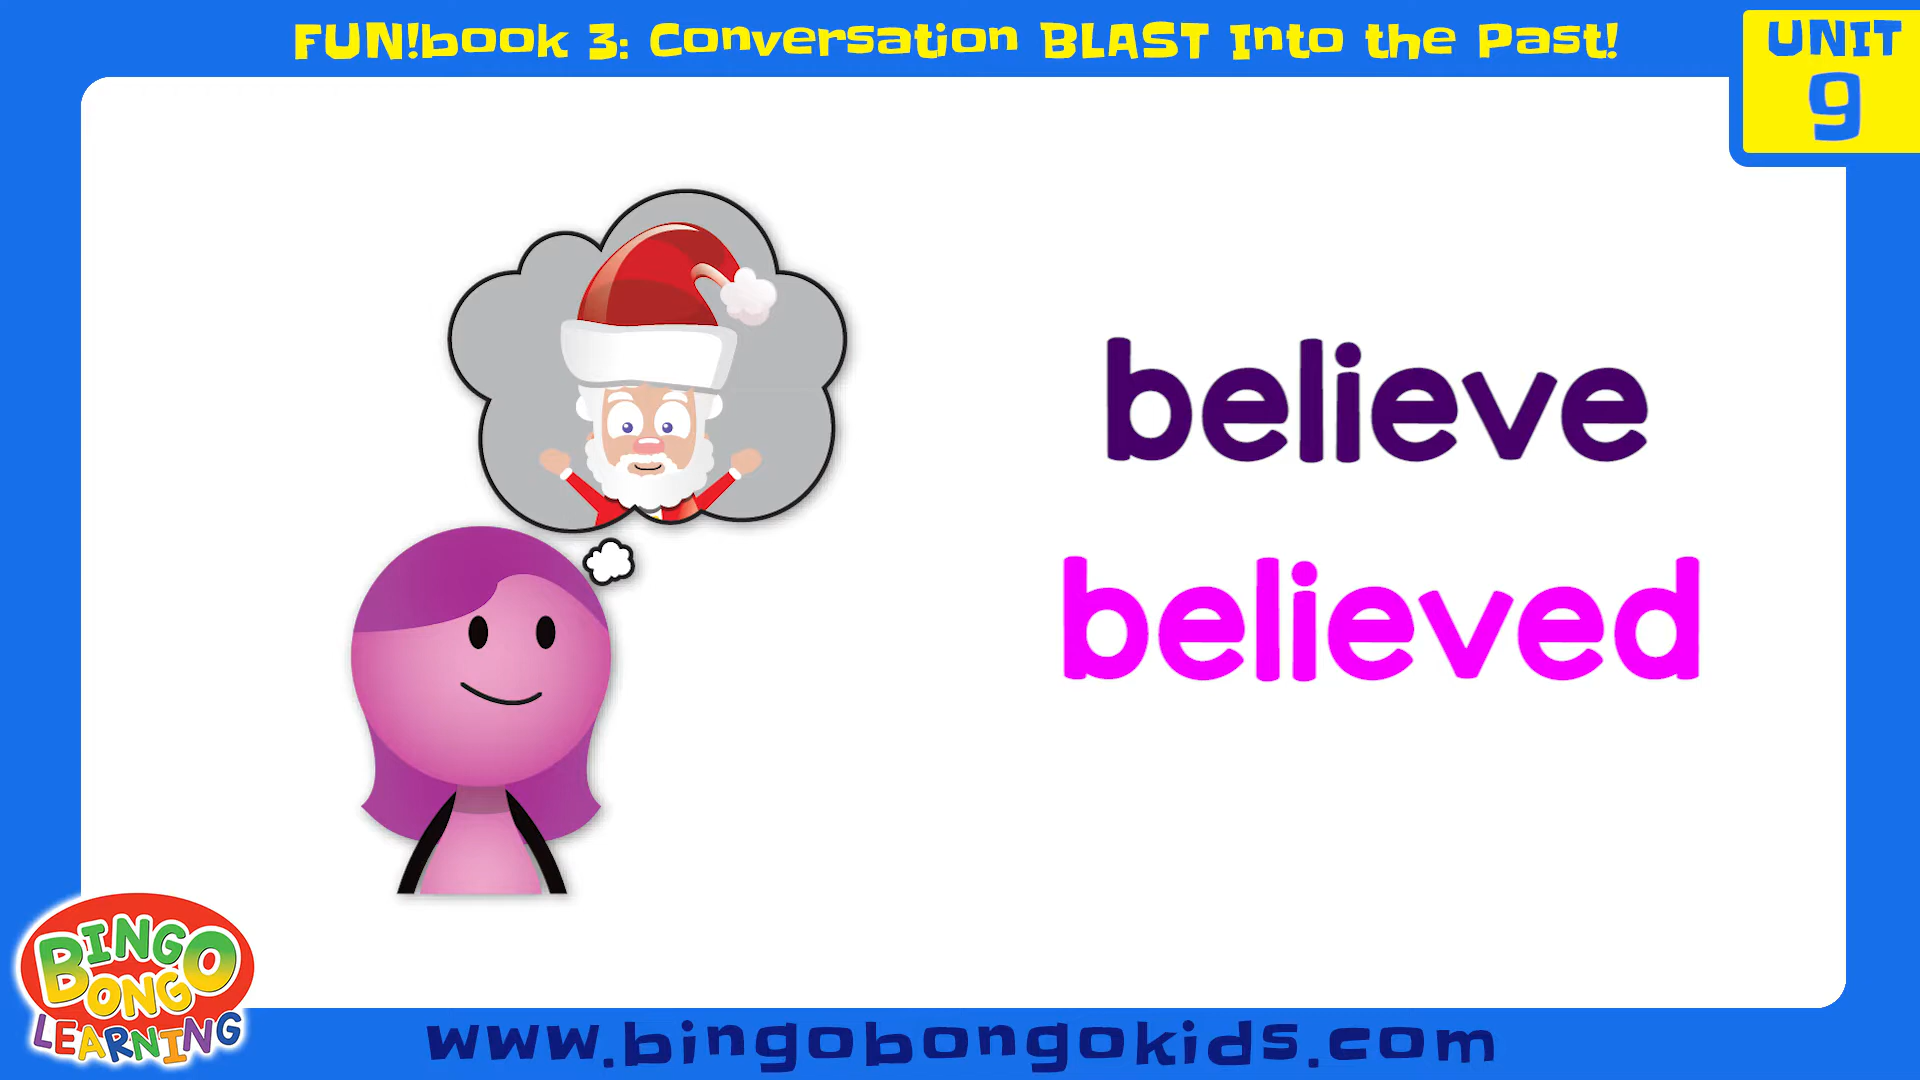 FUN!book 3: Conversation BLAST Into the Past!
UNIT
9
believe
believed
BINGO
BONGO
LEARNING
www.bingobongokids.com